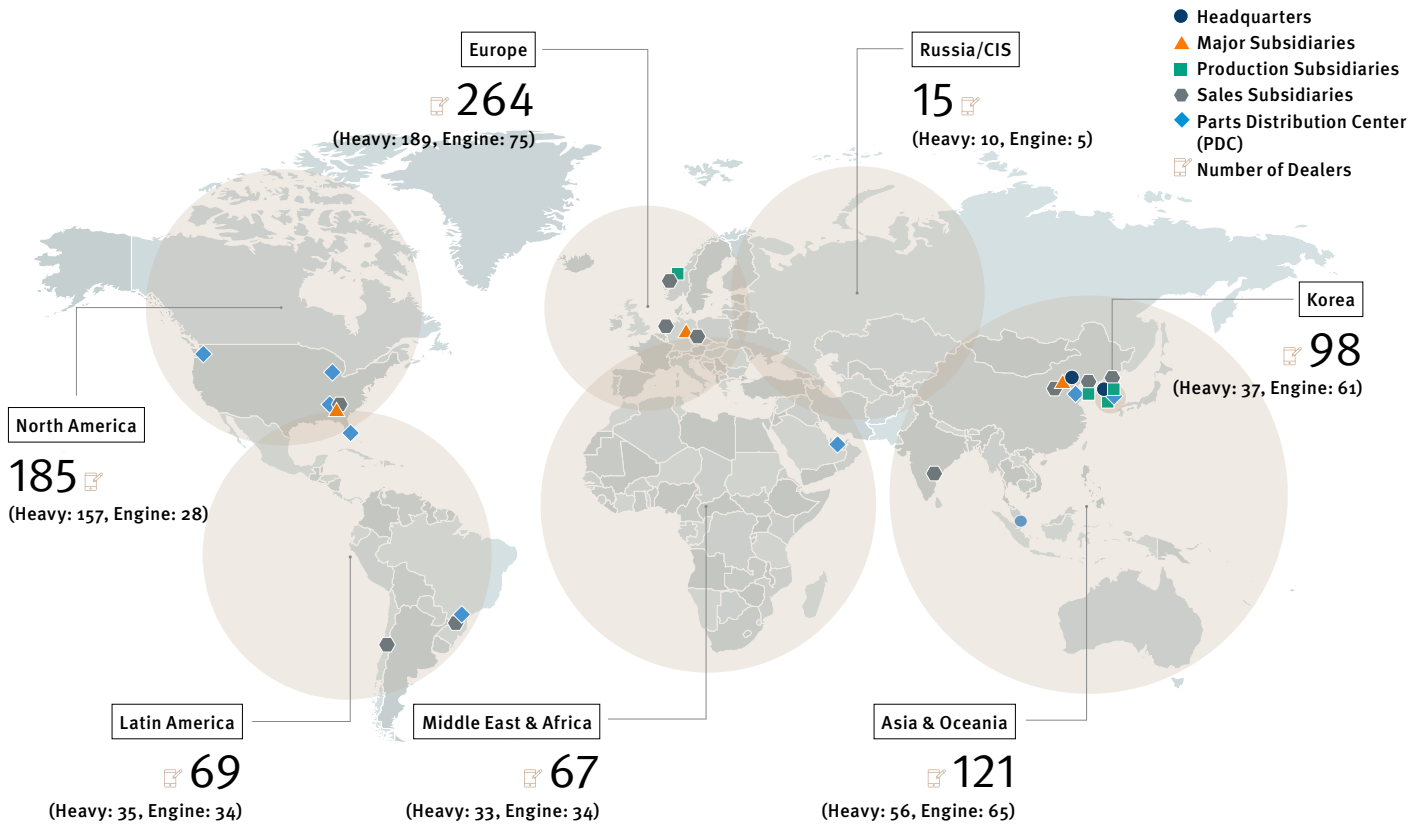 Headquarters
Major Subsidiaries
Production Subsidiaries
Sales Subsidiaries
Parts Distribution Center
(PDC)
Number of Dealers
Europe
264
(Heavy: 189, Engine: 75)
Russia/CIS
15
(Heavy: 10, Engine: 5)
Korea
98
(Heavy: 37, Engine: 61)
North America
185
(Heavy: 157, Engine: 28)
Latin America
69
(Heavy: 35, Engine: 34)
Middle East & Africa
67
(Heavy: 33, Engine: 34)
Asia & Oceania
121
(Heavy: 56, Engine: 65)